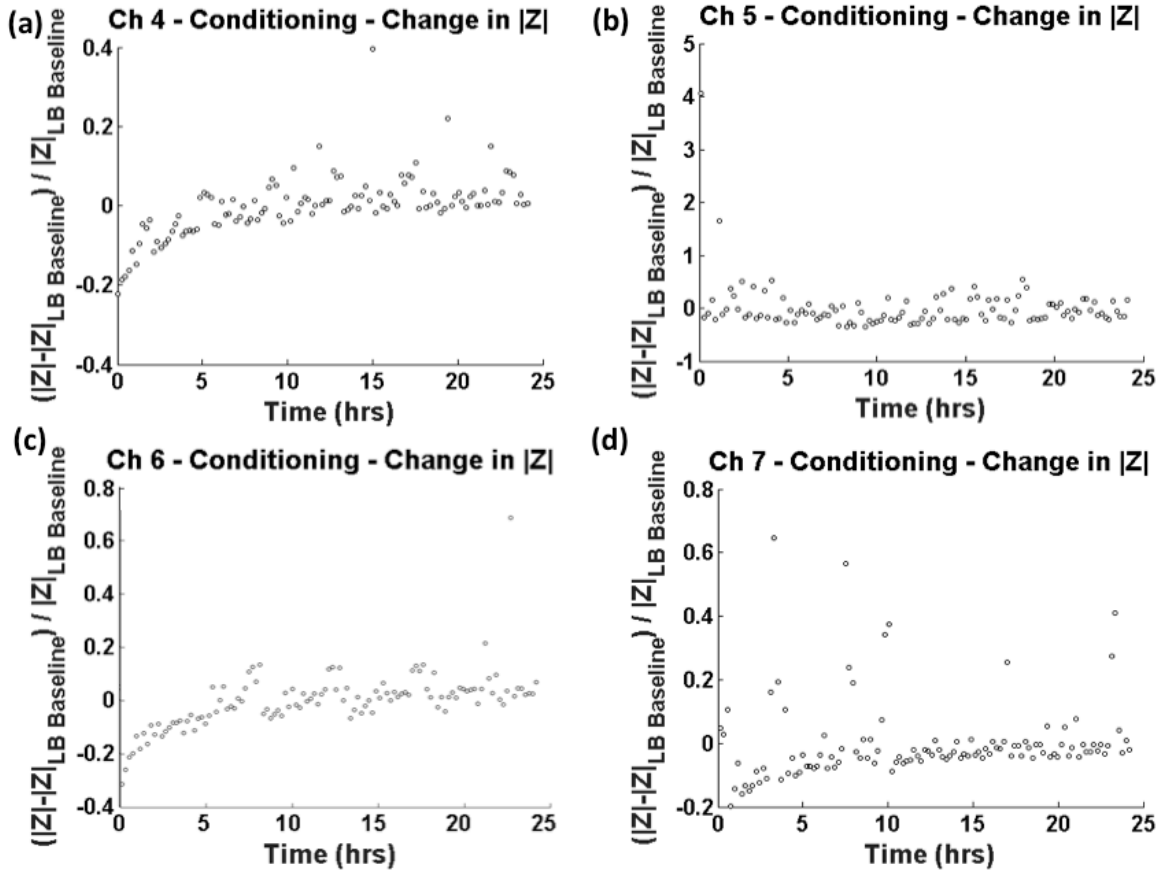 (a)
Ch 4 - Conditioning - Change in |Z|
(|Z|-|Z|LB Baseline) / |Z|LB Baseline
0.4
0.2
0
-0.2
-0.4
0 5 10 15 20 25
Time (hrs)
(b)
Ch 5 - Conditioning - Change in |Z|
(|Z|-|Z|LB Baseline) / |Z|LB Baseline
5
4
3
2
1
0
-1
0 5 10 15 20 25
Time (hrs)
(c)
Ch 6 - Conditioning - Change in |Z|
(|Z|-|Z|LB Baseline) / |Z|LB Baseline
0.8
0.6
0.4
0.2
0
-0.2
-0.4
0 5 10 15 20 25
Time (hrs)
(d)
Ch 7 - Conditioning - Change in |Z|
(|Z|-|Z|LB Baseline) / |Z|LB Baseline
0.8
0.6
0.4
0.2
0
-0.2
0 5 10 15 20 25
Time (hrs)